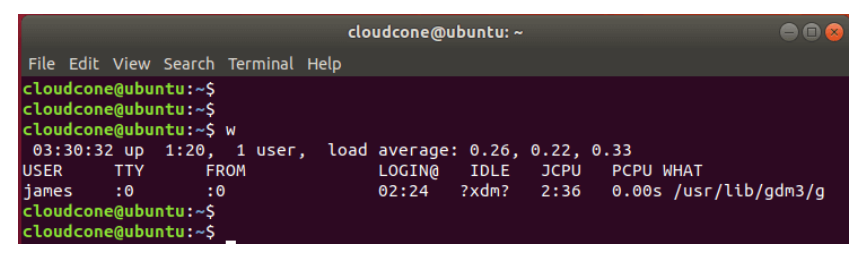 cloudcone@ubuntu: ~
File Edit View Search Terminal Help
cloudcone@ubuntu:~$
cloudcone@ubuntu:~$
cloudcone@ubuntu:~$ w
 03:30:32 up  1:20,  1 user,  load average: 0.26, 0.22, 0.33
USER     TTY      FROM             LOGIN@   IDLE   JCPU   PCPU WHAT
james    :0       :0               02:24   ?xdm?   2:36   0.00s /usr/lib/gdm3/g
cloudcone@ubuntu:~$
cloudcone@ubuntu:~$